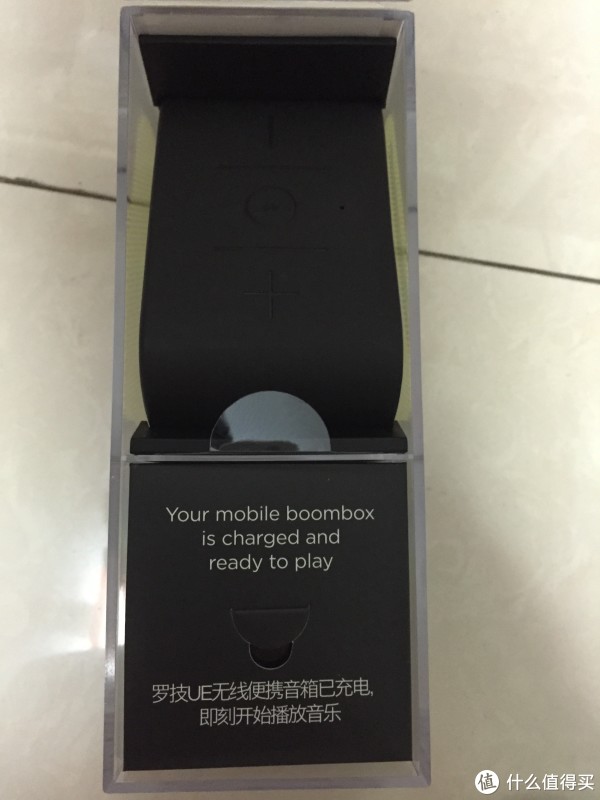 Your mobile boombox
is charged and
ready to play
罗技UE无线便携音箱已充电，
即刻开始播放音乐
值 什么值得买